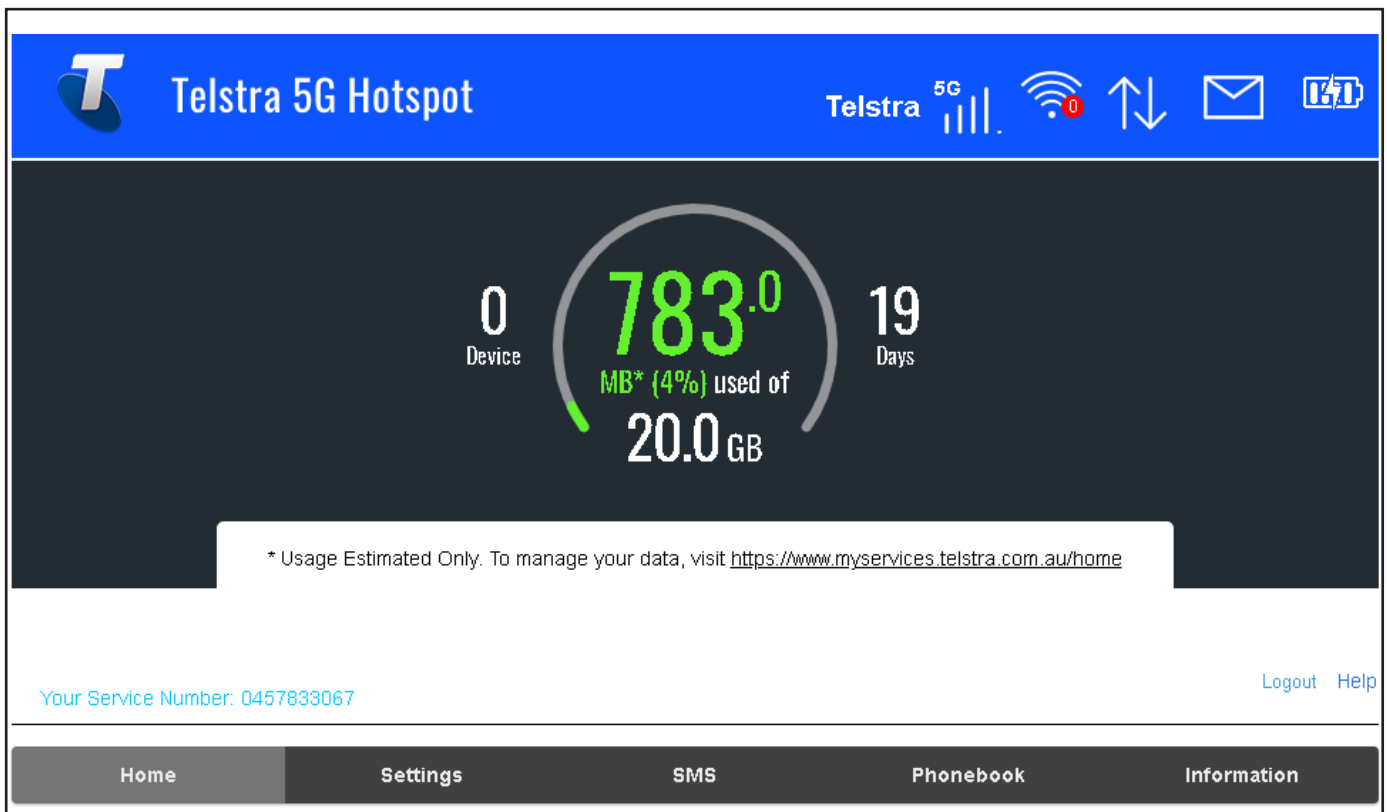 T Telstra 5G Hotspot
Telstra 5G 0
0
Device
783.0
MB* (4%) used of
20.0 GB
19
Days
* Usage Estimated Only. To manage your data, visit https://www.myservices.telstra.com.au/home
Logout Help
Your Service Number: 0457833067
Home Settings SMS Phonebook Information